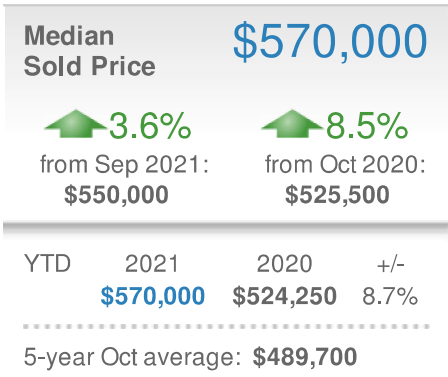 Median $570,000
Sold Price
3.6% 8.5%
from Sep 2021: from Oct 2020:
$550,000 $525,500
YTD 2021 2020 +/-
$570,000 $524,250 8.7%
5-year Oct average: $489,700